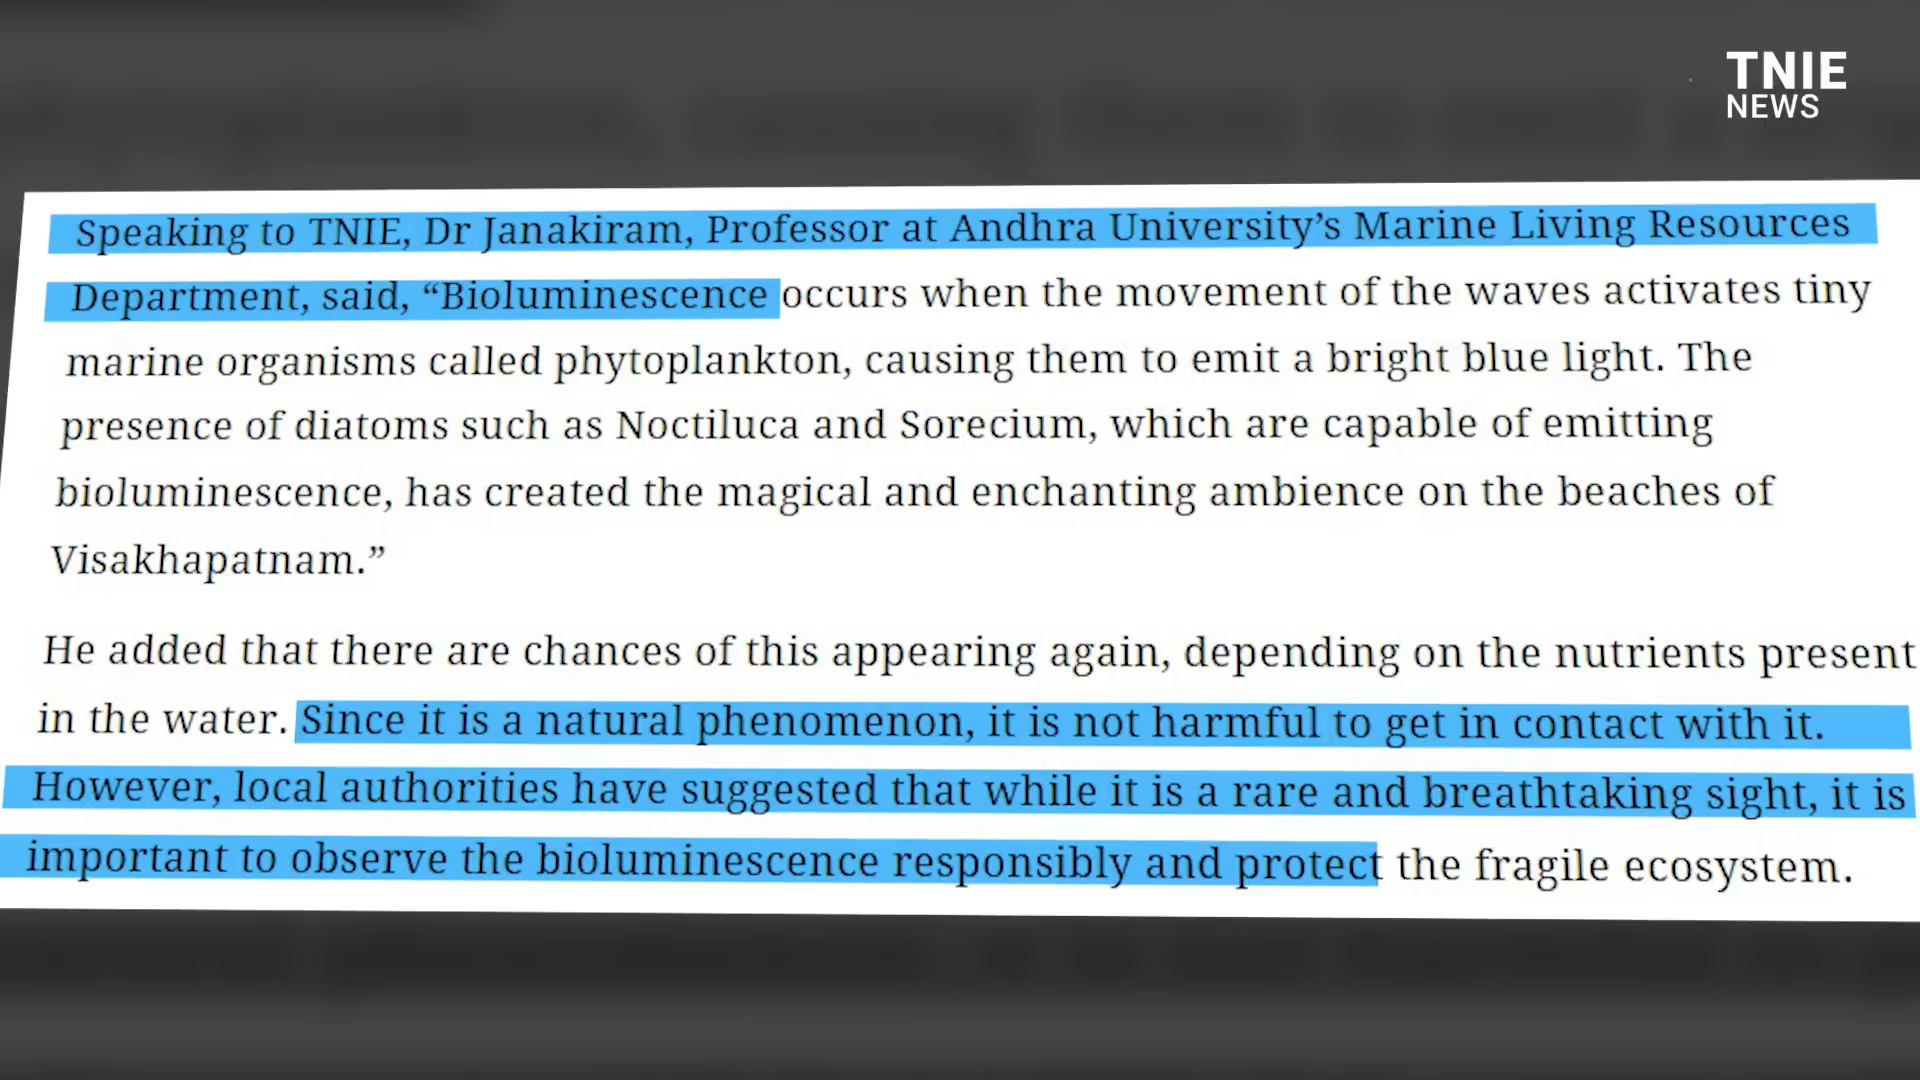 TNIE
NEWS
Speaking to TNIE, Dr Janakiram, Professor at Andhra University’s Marine Living Resources
Department, said, “Bioluminescence occurs when the movement of the waves activates tiny
marine organisms called phytoplankton, causing them to emit a bright blue light. The
presence of diatoms such as Noctiluca and Sorecium, which are capable of emitting
bioluminescence, has created the magical and enchanting ambience on the beaches of
Visakhapatnam.”
He added that there are chances of this appearing again, depending on the nutrients present
in the water. Since it is a natural phenomenon, it is not harmful to get in contact with it.
However, local authorities have suggested that while it is a rare and breathtaking sight, it is
important to observe the bioluminescence responsibly and protect the fragile ecosystem.